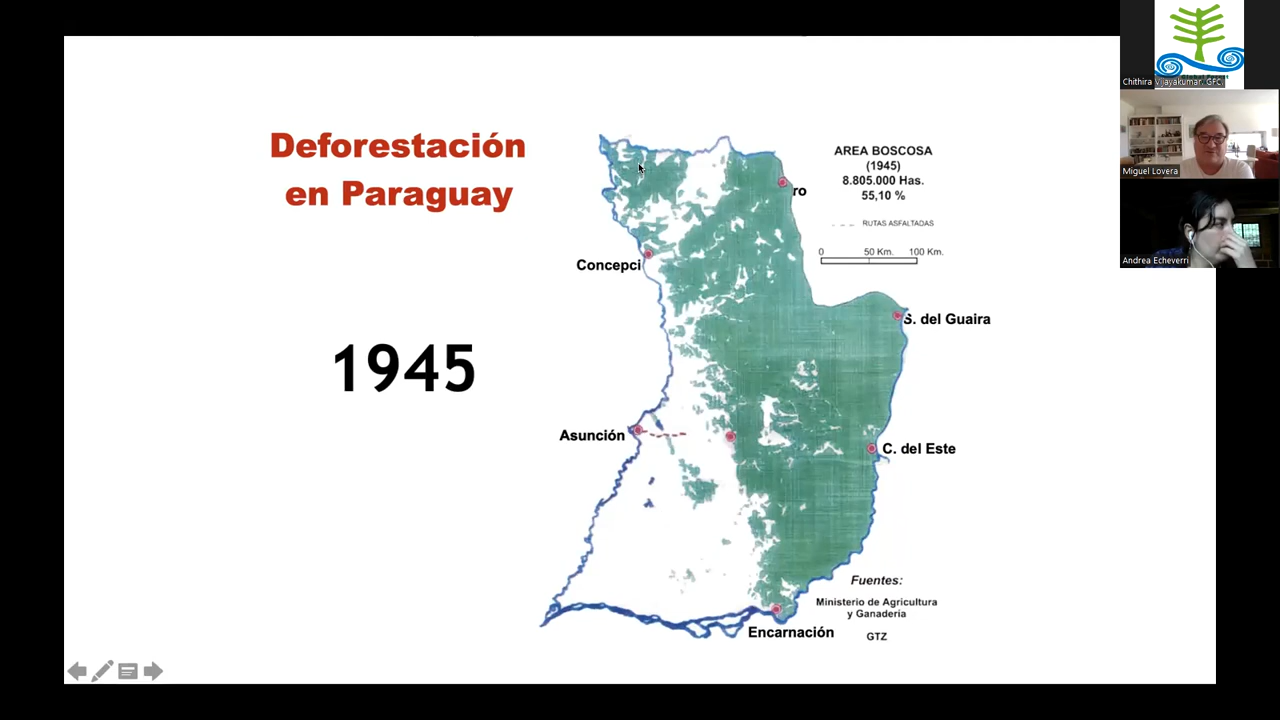 Deforestación
en Paraguay
1945
AREA BOSCOSA
(1945)
8.805.000 Has.
55,10 %
RUTAS ASFALTADAS
0 50 Km. 100 Km.
ro
Concepci
S. del Guaira
Asunción
C. del Este
Encarnación
Fuentes:
Ministerio de Agricultura
y Ganadería
GTZ
Chithira Vijayakumar. GFC
Miguel Lovera
Andrea Echeverri